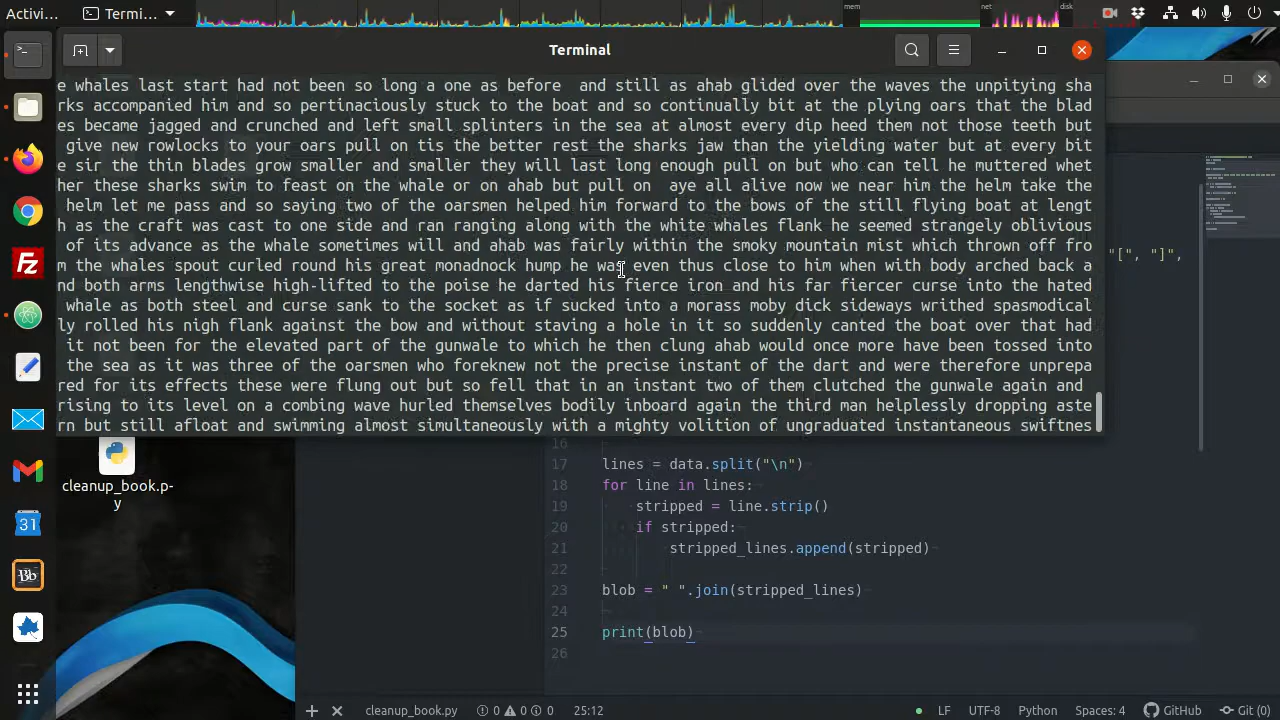 Activi...
Termi...
mem
net
disk
Terminal
e whales last start had not been so long a one as before  and still as ahab glided over the waves the unpitying sha
rks accompanied him and so pertinaciously stuck to the boat and so continually bit at the plying oars that the blad
es became jagged and crunched and left small splinters in the sea at almost every dip heed them not those teeth but
 give new rowlocks to your oars pull on tis the better rest the sharks jaw than the yielding water but at every bit
e sir the thin blades grow smaller and smaller they will last long enough pull on but who can tell he muttered whet
her these sharks swim to feast on the whale or on ahab but pull on  aye all alive now we near him the helm take the
 helm let me pass and so saying two of the oarsmen helped him forward to the bows of the still flying boat at lengt
h as the craft was cast to one side and ran ranging along with the white whales flank he seemed strangely oblivious
 of its advance as the whale sometimes will and ahab was fairly within the smoky mountain mist which thrown off fro
m the whales spout curled round his great monadnock hump he was even thus close to him when with body arched back a
nd both arms lengthwise high-lifted to the poise he darted his fierce iron and his far fiercer curse into the hated
 whale as both steel and curse sank to the socket as if sucked into a morass moby dick sideways writhed spasmodical
ly rolled his nigh flank against the bow and without staving a hole in it so suddenly canted the boat over that had
 it not been for the elevated part of the gunwale to which he then clung ahab would once more have been tossed into
 the sea as it was three of the oarsmen who foreknew not the precise instant of the dart and were therefore unprepa
red for its effects these were flung out but so fell that in an instant two of them clutched the gunwale again and
rising to its level on a combing wave hurled themselves bodily inboard again the third man helplessly dropping aste
rn but still afloat and swimming almost simultaneously with a mighty volition of ungraduated instantaneous swiftnes
"[", "]",
16
17 lines = data.split("\n")
18 for line in lines:
19 stripped = line.strip()
20 if stripped:
21 stripped_lines.append(stripped)
22
23 blob = " ".join(stripped_lines)
24
25 print(blob)
26
cleanup_book.p-
y
Fz
31
Bb
cleanup_book.py
0 0 0
25:12
LF
UTF-8
Python
Spaces: 4
GitHub
Git (0)